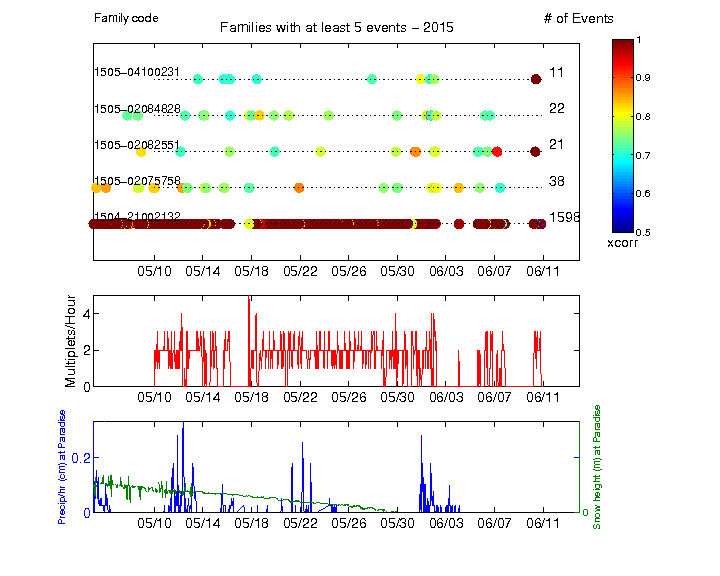 Family code
Families with at least 5 events – 2015
# of Events
1505–04100231
11
1505–02084828
22
1505–02082551
21
1505–02075758
38
1504–21002132
1598
05/10 05/14 05/18 05/22 05/26 05/30 06/03 06/07 06/11
1
0.9
0.8
0.7
0.6
0.5
xcorr
Multiplets/Hour
4
2
0
05/10 05/14 05/18 05/22 05/26 05/30 06/03 06/07 06/11
Precip/hr (cm) at Paradise
0.2
0
0
Snow height (m) at Paradise
05/10 05/14 05/18 05/22 05/26 05/30 06/03 06/07 06/11